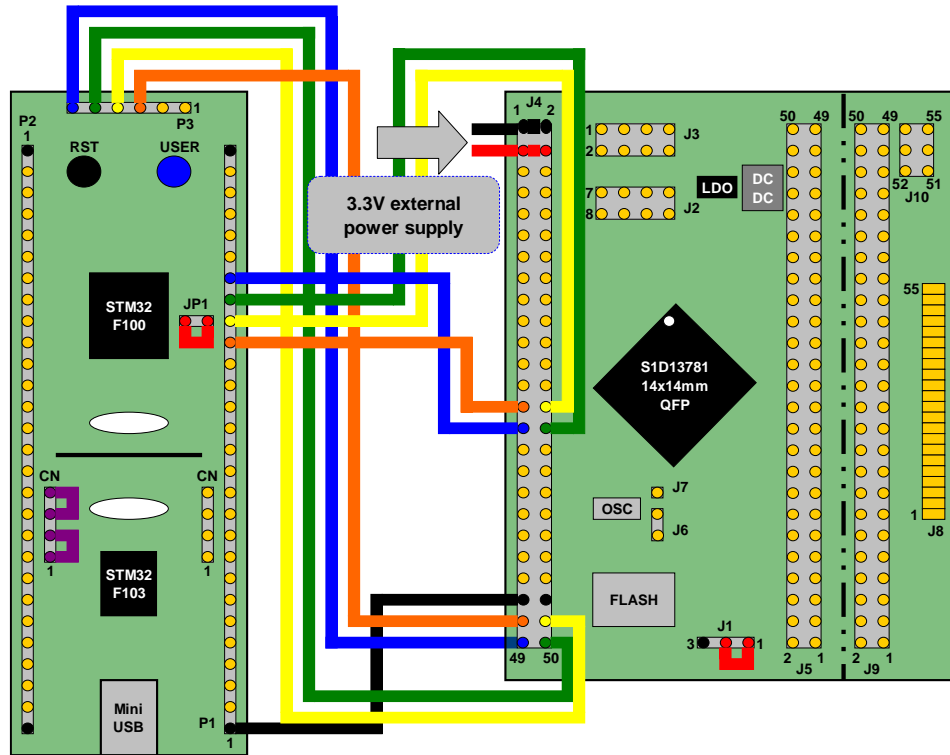 P2
1
1
P3
RST
USER
STM32
F100
JP1
CN
1
CN
1
STM32
F103
Mini
USB
P1
1
3.3V external
power supply
1
J4
2
49
50
1
2
J3
7
8
J2
LDO
DC
DC
S1D13781
14x14mm
QFP
J7
OSC
J6
FLASH
J1
3
1
50
49
2
1
J5
50
49
2
1
J9
55
52
51
J10
55
1
J8